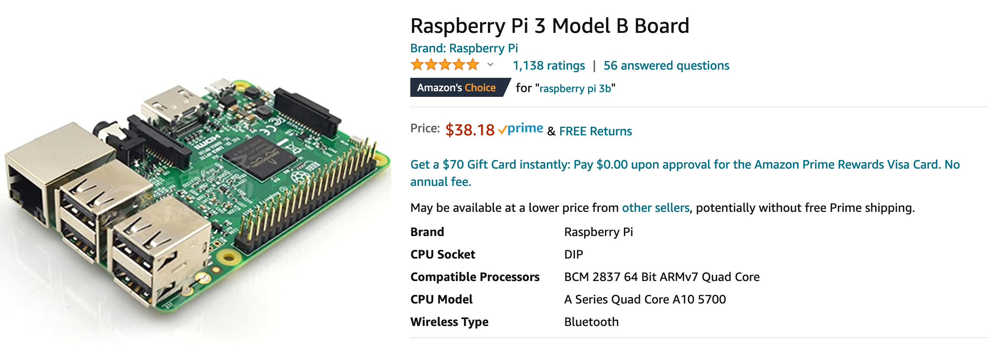 Raspberry Pi 3 Model B Board
Brand: Raspberry Pi
1,138 ratings | 56 answered questions
Amazon's Choice for "raspberry pi 3b"
Price: $38.18 prime & FREE Returns
Get a $70 Gift Card instantly: Pay $0.00 upon approval for the Amazon Prime Rewards Visa Card. No
annual fee.
May be available at a lower price from other sellers, potentially without free Prime shipping.
Brand Raspberry Pi
CPU Socket DIP
Compatible Processors BCM 2837 64 Bit ARMv7 Quad Core
CPU Model A Series Quad Core A10 5700
Wireless Type Bluetooth
HDMI